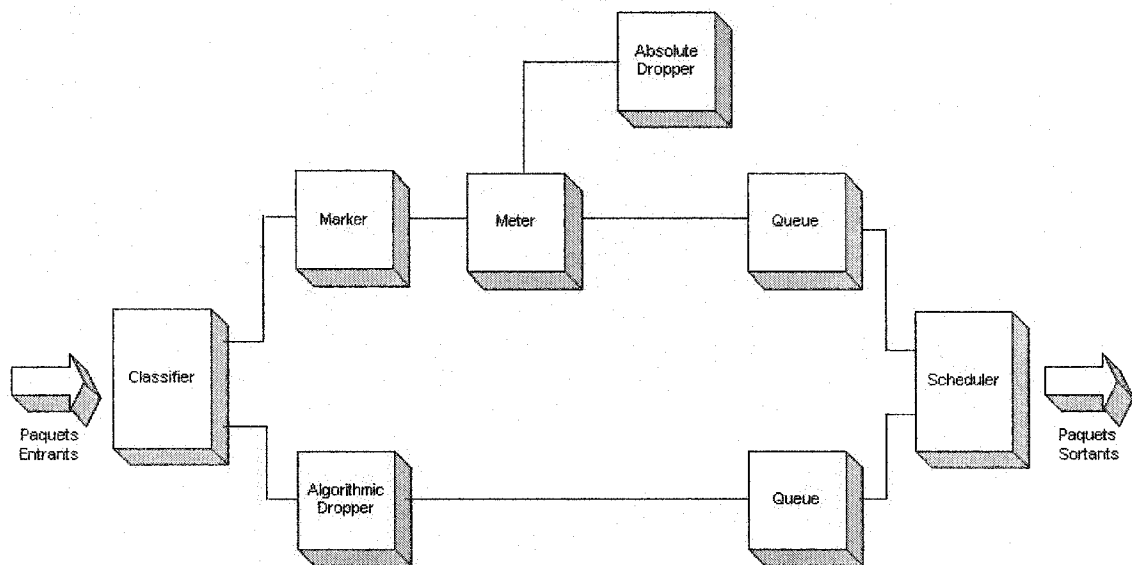 Absolute
Dropper
Marker
Meter
Queue
Classifier
Scheduler
Paquets
Entrants
Paquets
Sortants
Algorithmic
Dropper
Queue